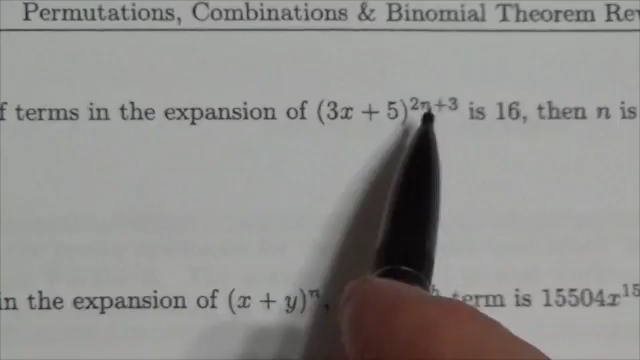 Permutations, Combinations & Binomial Theorem Rev
f terms in the expansion of (3x + 5)^{2n+3} is 16, then n is
in the expansion of (x + y)^n, term is 15504x^{15}